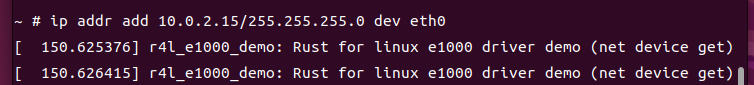 ~ # ip addr add 10.0.2.15/255.255.255.0 dev eth0
[  150.625376] r4l_e1000_demo: Rust for linux e1000 driver demo (net device get)
[  150.626415] r4l_e1000_demo: Rust for linux e1000 driver demo (net device get)